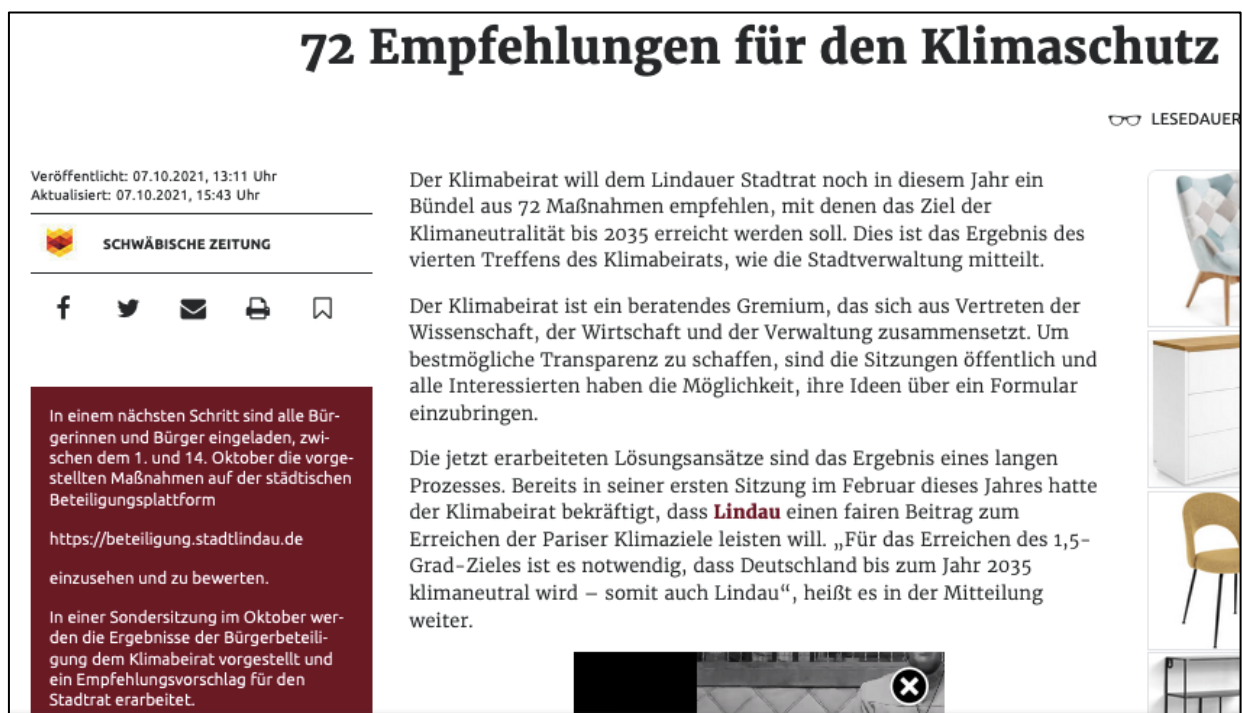 72 Empfehlungen für den Klimaschutz
LESEDAUER
Veröffentlicht: 07.10.2021, 13:11 Uhr
Aktualisiert: 07.10.2021, 15:43 Uhr
SCHWÄBISCHE ZEITUNG
In einem nächsten Schritt sind alle Bür-
gerinnen und Bürger eingeladen, zwi-
schen dem 1. und 14. Oktober die vorge-
stellten Maßnahmen auf der städtischen
Beteiligungsplattform
https://beteiligung.stadtlindau.de
einzusehen und zu bewerten.
In einer Sondersitzung im Oktober wer-
den die Ergebnisse der Bürgerbeteili-
gung dem Klimabeirat vorgestellt und
ein Empfehlungsvorschlag für den
Stadtrat erarbeitet.
Der Klimabeirat will dem Lindauer Stadtrat noch in diesem Jahr ein
Bündel aus 72 Maßnahmen empfehlen, mit denen das Ziel der
Klimaneutralität bis 2035 erreicht werden soll. Dies ist das Ergebnis des
vierten Treffens des Klimabeirats, wie die Stadtverwaltung mitteilt.
Der Klimabeirat ist ein beratendes Gremium, das sich aus Vertreten der
Wissenschaft, der Wirtschaft und der Verwaltung zusammensetzt. Um
bestmögliche Transparenz zu schaffen, sind die Sitzungen öffentlich und
alle Interessierten haben die Möglichkeit, ihre Ideen über ein Formular
einzubringen.
Die jetzt erarbeiteten Lösungsansätze sind das Ergebnis eines langen
Prozesses. Bereits in seiner ersten Sitzung im Februar dieses Jahres hatte
der Klimabeirat bekräftigt, dass Lindau einen fairen Beitrag zum
Erreichen der Pariser Klimaziele leisten will. „Für das Erreichen des 1,5-
Grad-Zieles ist es notwendig, dass Deutschland bis zum Jahr 2035
klimaneutral wird – somit auch Lindau“, heißt es in der Mitteilung
weiter.